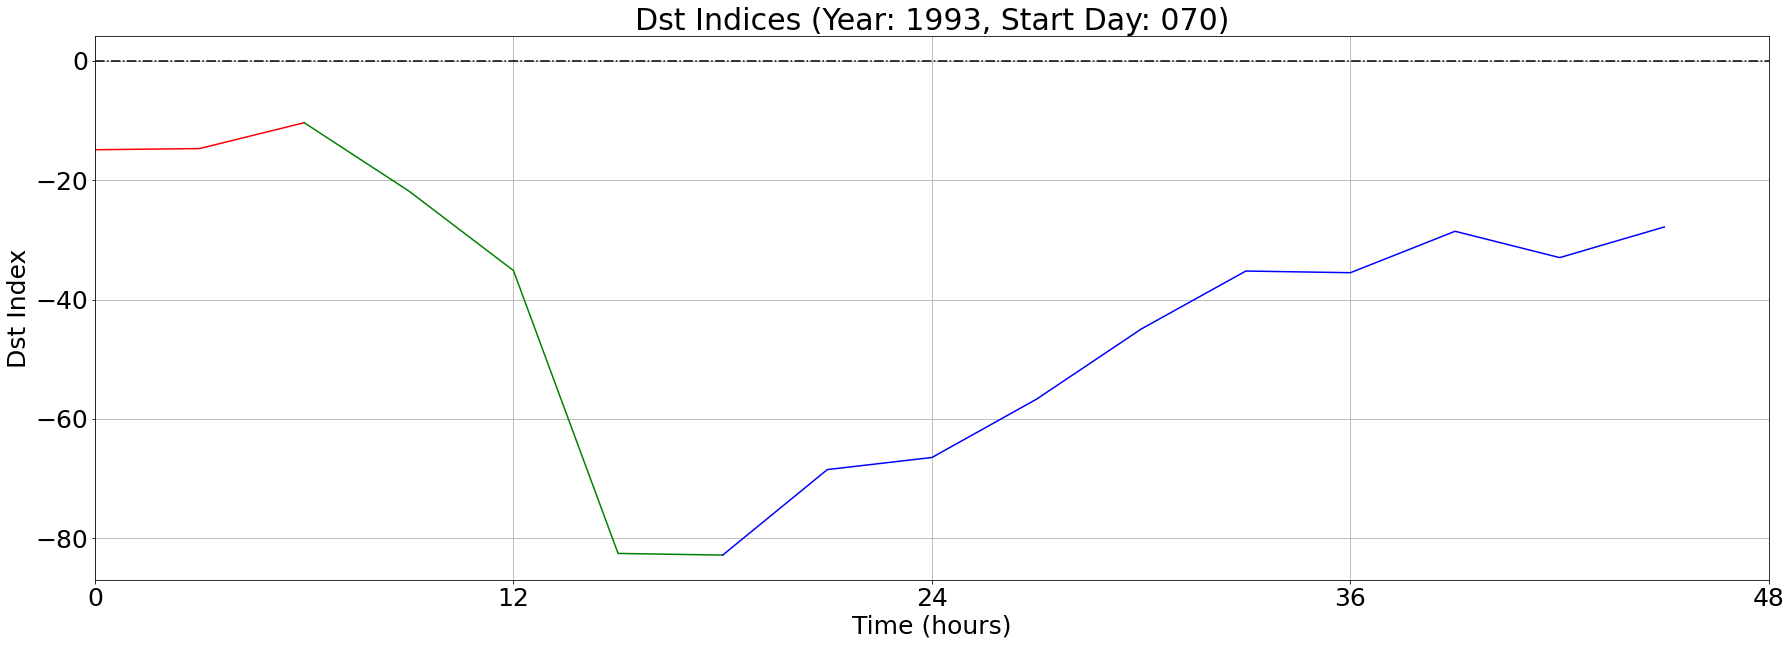 Dst Indices (Year: 1993, Start Day: 070)
0
−20
−40
−60
−80
Dst Index
0 12 24 36 48
Time (hours)